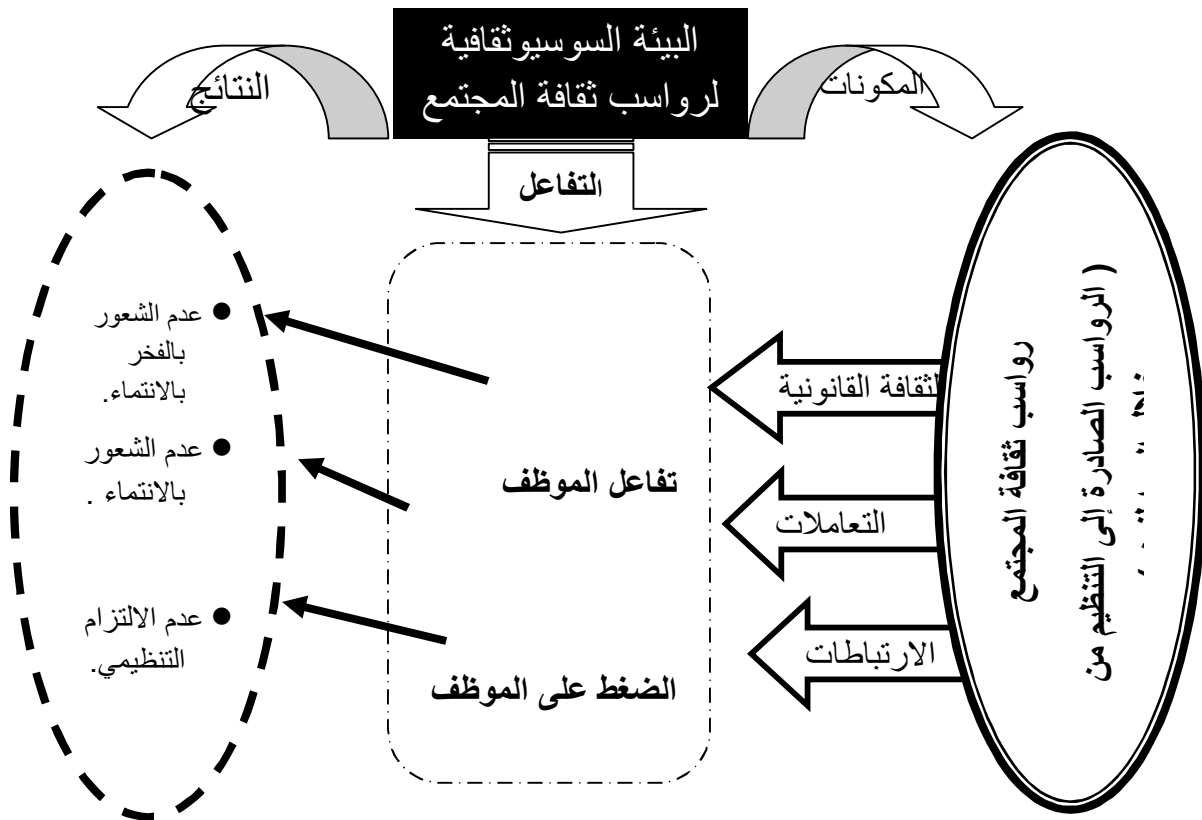 البيئة السوسيوثقافية
لرواسب ثقافة المجتمع
المكونات
النتائج
التفاعل
رواسب ثقافة المجتمع
( الرواسب الصادرة إلى التنظيم من
الثقافة القانونية
التعاملات
الارتباطات
تفاعل الموظف
الضغط على الموظف
● عدم الشعور
بالفخر
بالانتماء.
● عدم الشعور
بالانتماء .
● عدم الالتزام
التنظيمي.